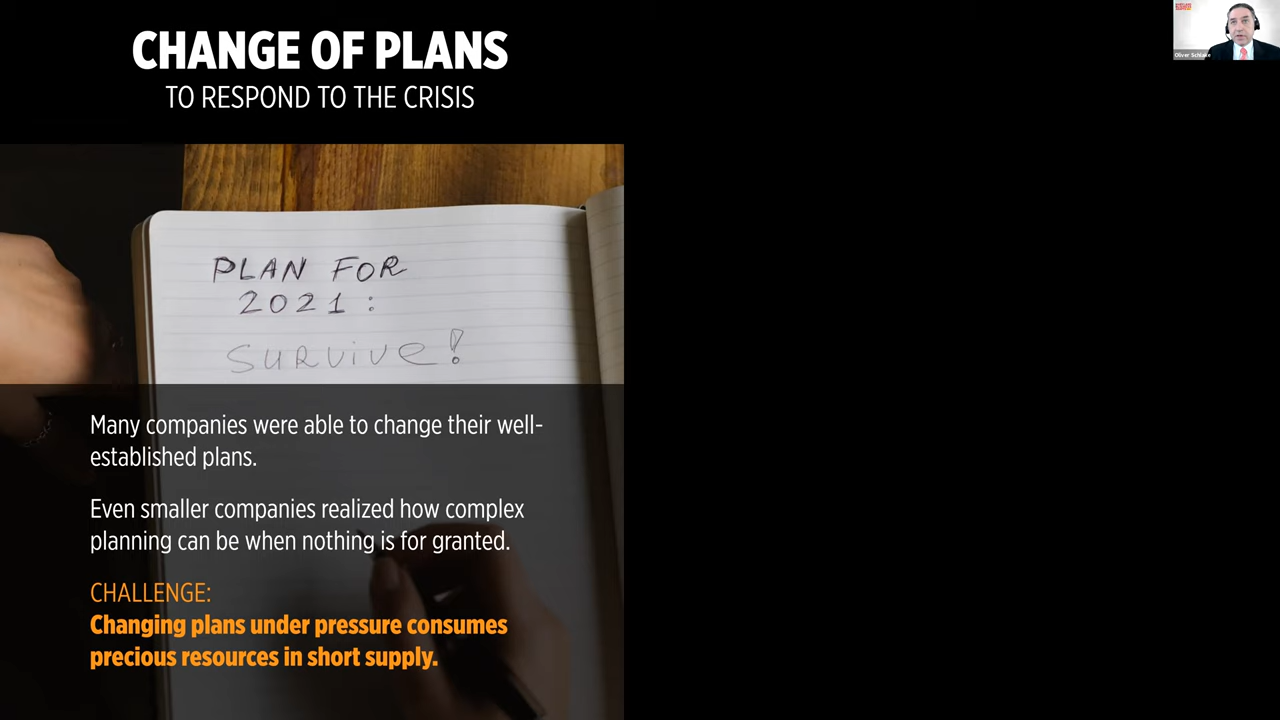 CHANGE OF PLANS
TO RESPOND TO THE CRISIS
PLAN FOR
2021:
SURVIVE!
Many companies were able to change their well-
established plans.
Even smaller companies realized how complex
planning can be when nothing is for granted.
CHALLENGE:
Changing plans under pressure consumes
precious resources in short supply.
Oliver Schlake